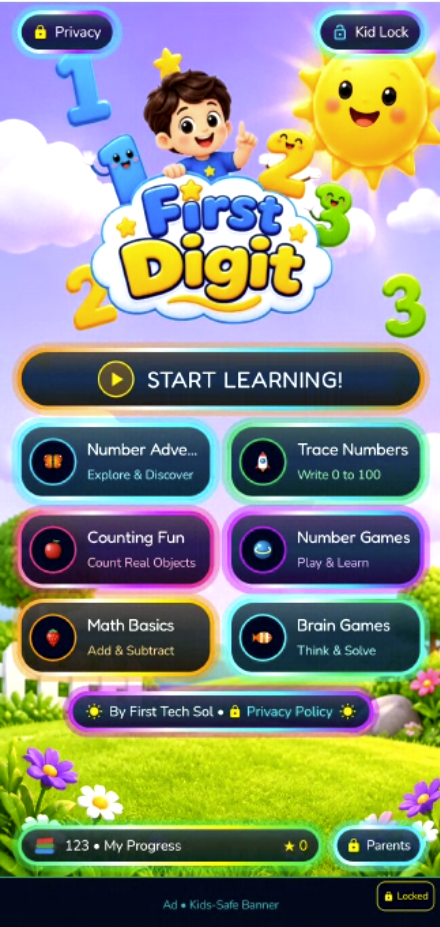 Privacy
Kid Lock
1
1
2
3
First
Digit
2
3
START LEARNING!
Number Adve...
Explore & Discover
Trace Numbers
Write 0 to 100
Counting Fun
Count Real Objects
Number Games
Play & Learn
Math Basics
Add & Subtract
Brain Games
Think & Solve
By First Tech Sol • Privacy Policy
123 • My Progress
★ 0
Parents
Locked
Ad • Kids-Safe Banner